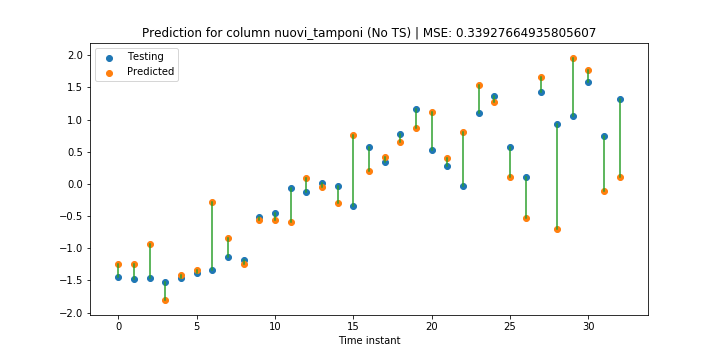 Prediction for column nuovi_tamponi (No TS) | MSE: 0.33927664935805607
Testing
Predicted
2.0
1.5
1.0
0.5
0.0
−0.5
−1.0
−1.5
−2.0
0 5 10 15 20 25 30
Time instant